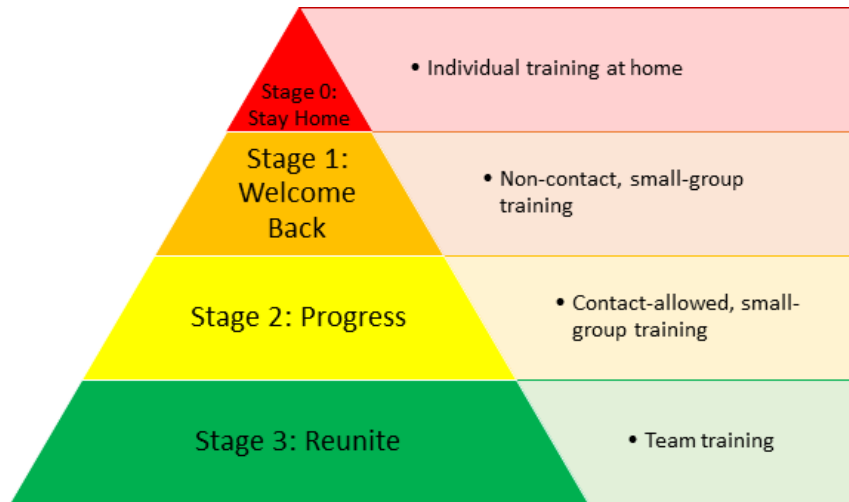 Stage 0:
Stay Home
• Individual training at home
Stage 1:
Welcome
Back
• Non-contact, small-group
training
Stage 2: Progress
• Contact-allowed, small-
group training
Stage 3: Reunite
• Team training